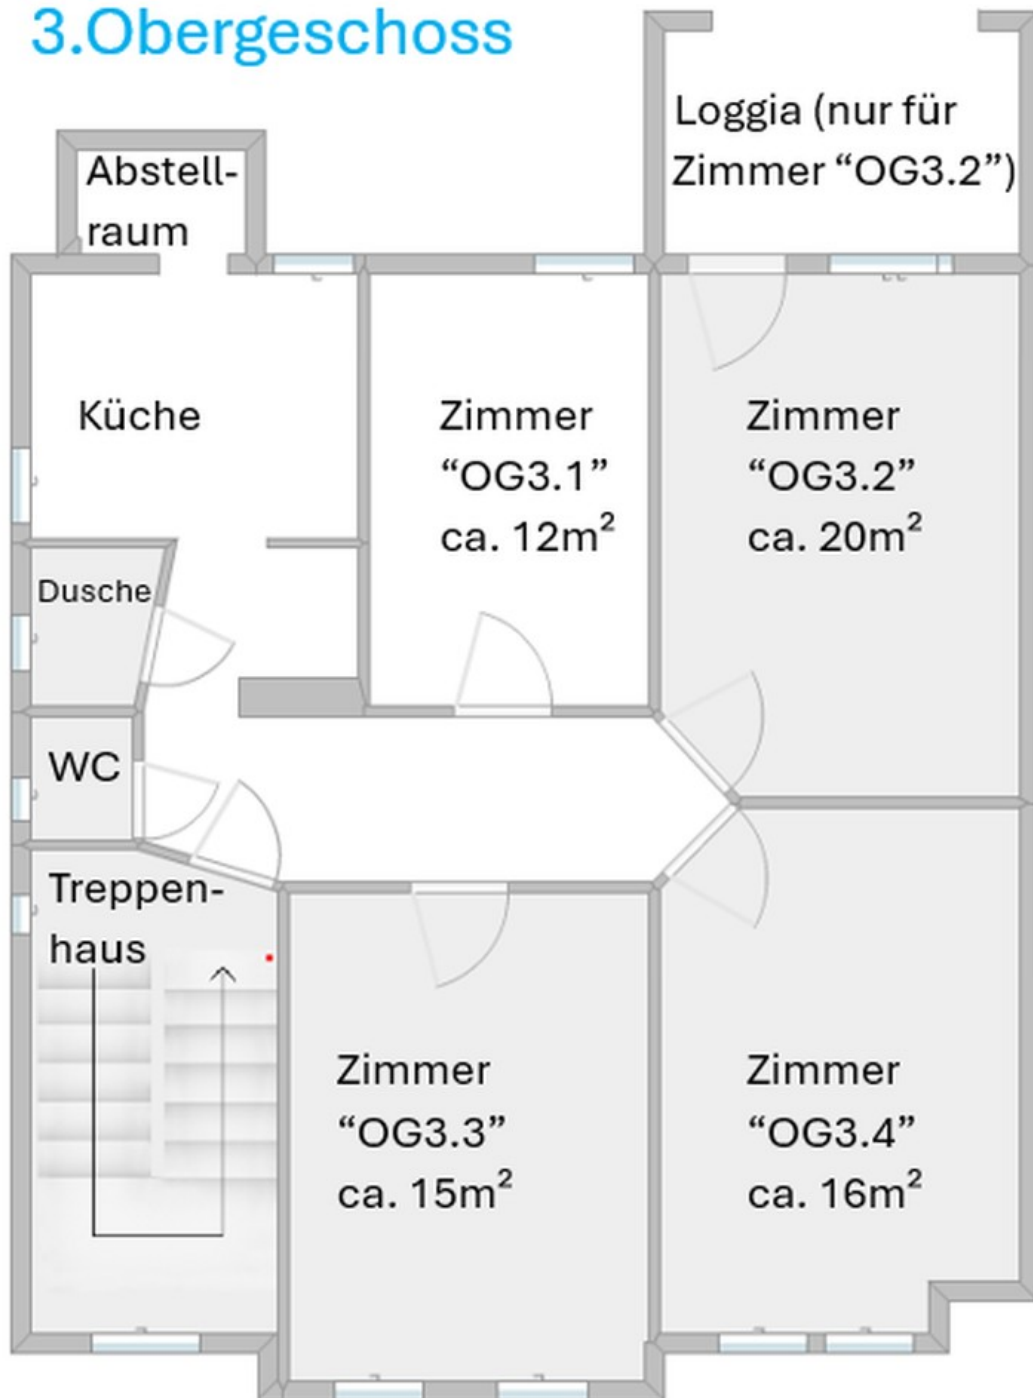 3.Obergeschoss
Loggia (nur für
Zimmer “OG3.2”)
Abstell-
raum
Küche
Zimmer
“OG3.1”
ca. 12m²
Zimmer
“OG3.2”
ca. 20m²
Dusche
WC
Treppen-
haus
Zimmer
“OG3.3”
ca. 15m²
Zimmer
“OG3.4”
ca. 16m²